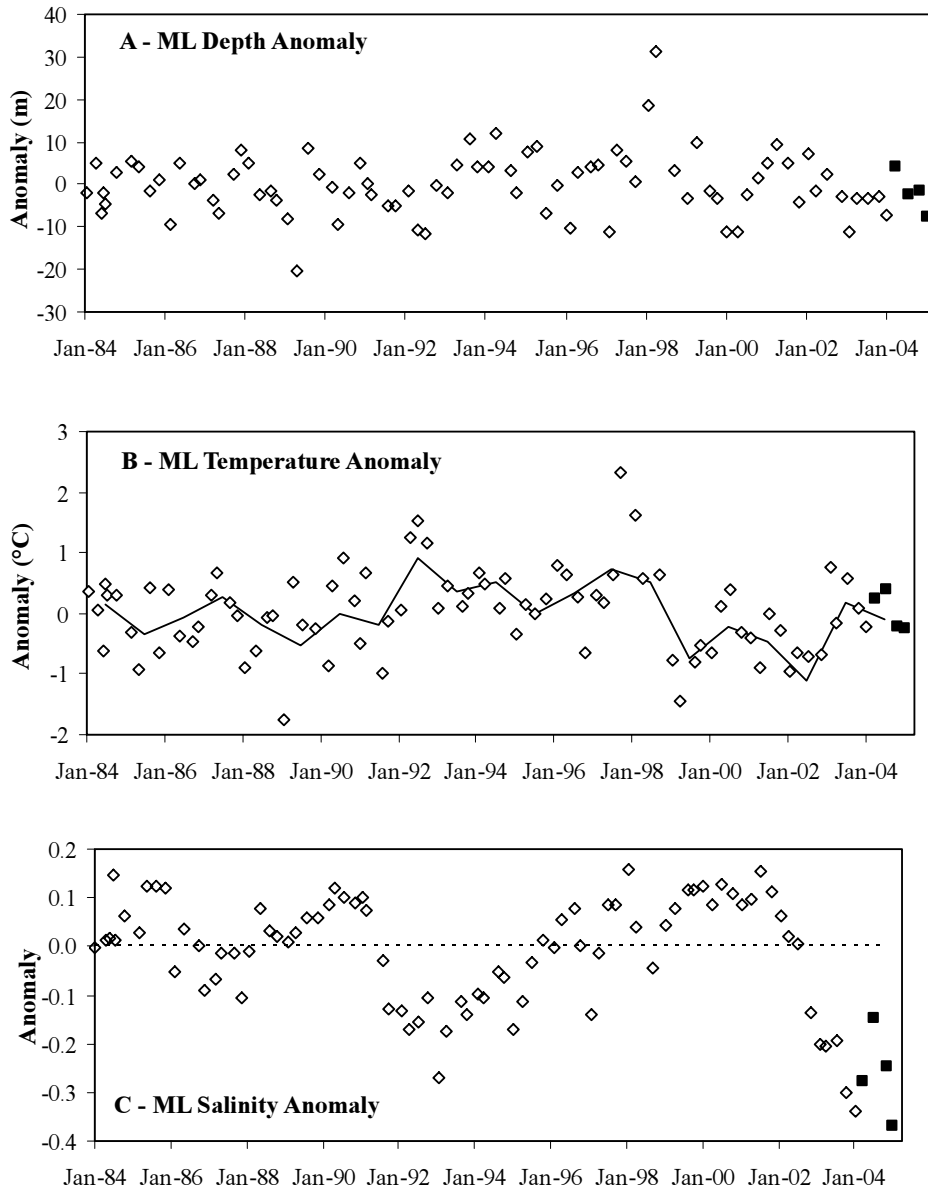 A - ML Depth Anomaly
Anomaly (m)
40
30
20
10
0
-10
-20
-30
Jan-84 Jan-86 Jan-88 Jan-90 Jan-92 Jan-94 Jan-96 Jan-98 Jan-00 Jan-02 Jan-04
B - ML Temperature Anomaly
Anomaly (°C)
3
2
1
0
-1
-2
Jan-84 Jan-86 Jan-88 Jan-90 Jan-92 Jan-94 Jan-96 Jan-98 Jan-00 Jan-02 Jan-04
Anomaly
0.2
0.1
0.0
-0.1
-0.2
-0.3
-0.4
C - ML Salinity Anomaly
Jan-84 Jan-86 Jan-88 Jan-90 Jan-92 Jan-94 Jan-96 Jan-98 Jan-00 Jan-02 Jan-04